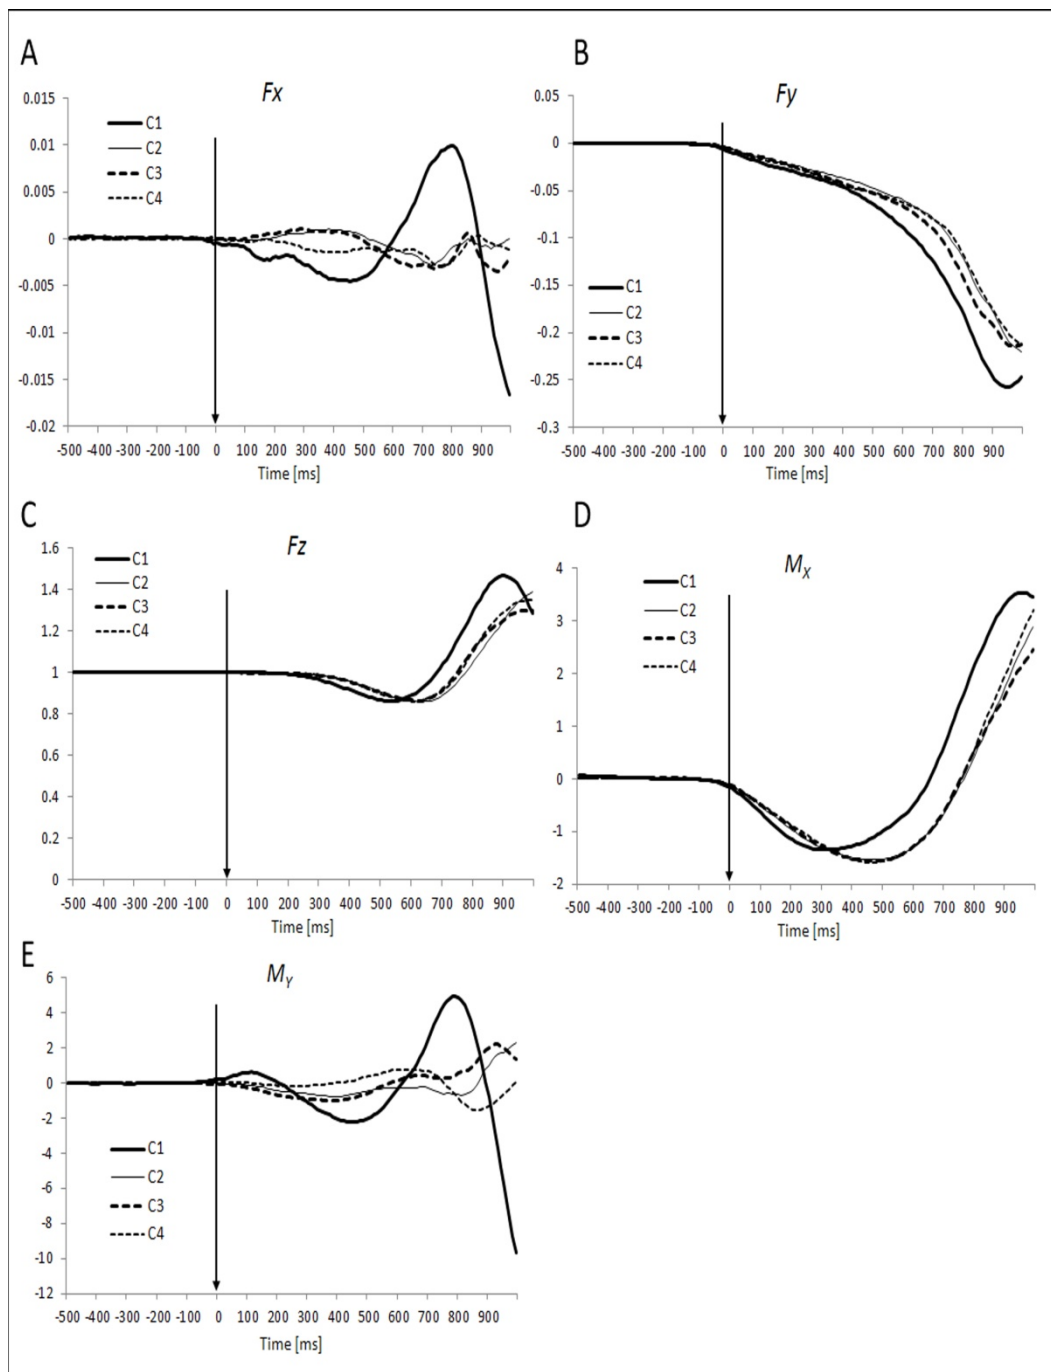 A
Fx
0.015
0.01
0.005
0
-0.005
-0.01
-0.015
-0.02
C1
C2
C3
C4
-500 -400 -300 -200 -100 0 100 200 300 400 500 600 700 800 900
Time [ms]
B
Fy
0.05
0
-0.05
-0.1
-0.15
-0.2
-0.25
-0.3
C1
C2
C3
C4
-500 -400 -300 -200 -100 0 100 200 300 400 500 600 700 800 900
Time [ms]
C
Fz
1.6
1.4
1.2
1
0.8
0.6
0.4
0.2
0
C1
C2
C3
C4
-500 -400 -300 -200 -100 0 100 200 300 400 500 600 700 800 900
Time [ms]
D
MX
4
3
2
1
0
-1
-2
C1
C2
C3
C4
-500 -400 -300 -200 -100 0 100 200 300 400 500 600 700 800 900
Time [ms]
E
MY
6
4
2
0
-2
-4
-6
-8
-10
-12
C1
C2
C3
C4
-500 -400 -300 -200 -100 0 100 200 300 400 500 600 700 800 900
Time [ms]